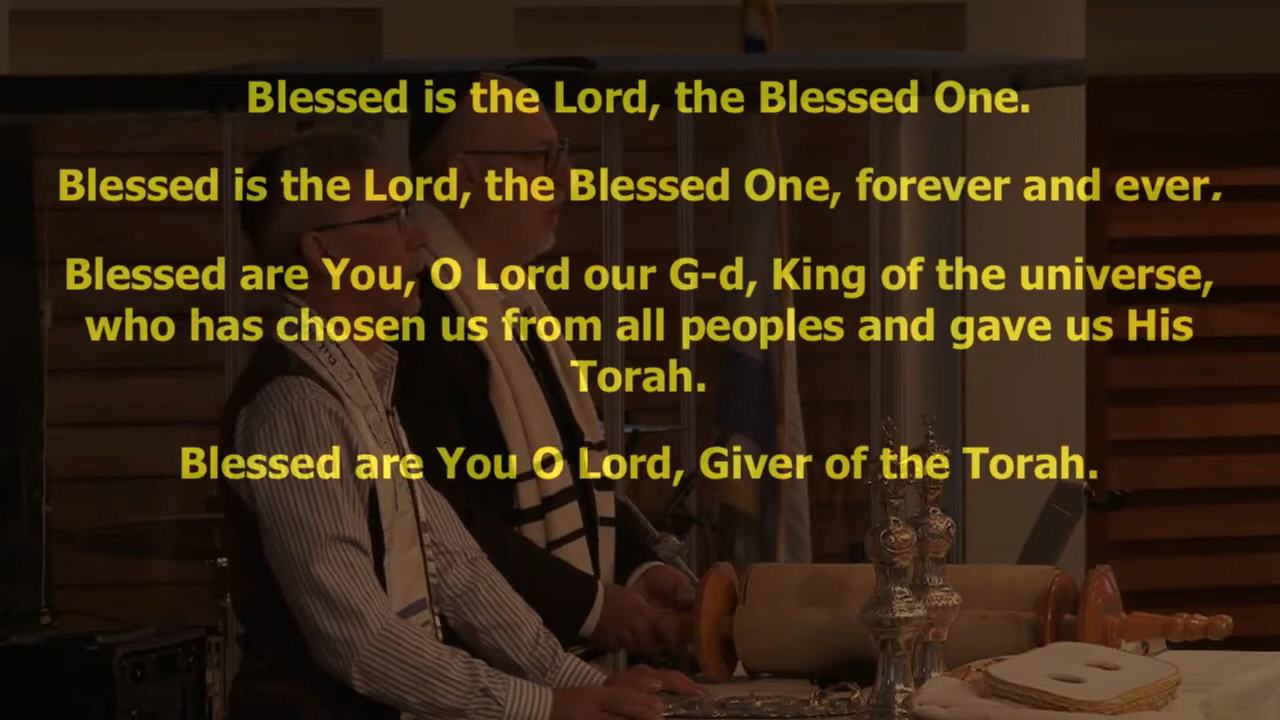 Blessed is the Lord, the Blessed One.
Blessed is the Lord, the Blessed One, forever and ever.
Blessed are You, O Lord our G-d, King of the universe,
who has chosen us from all peoples and gave us His
Torah.
Blessed are You O Lord, Giver of the Torah.